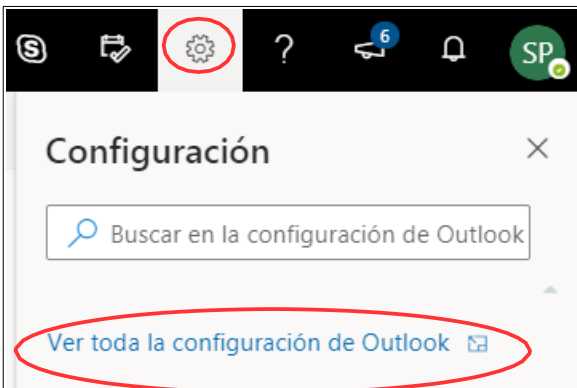 S ? 6 SP
Configuración
Buscar en la configuración de Outlook
Ver toda la configuración de Outlook